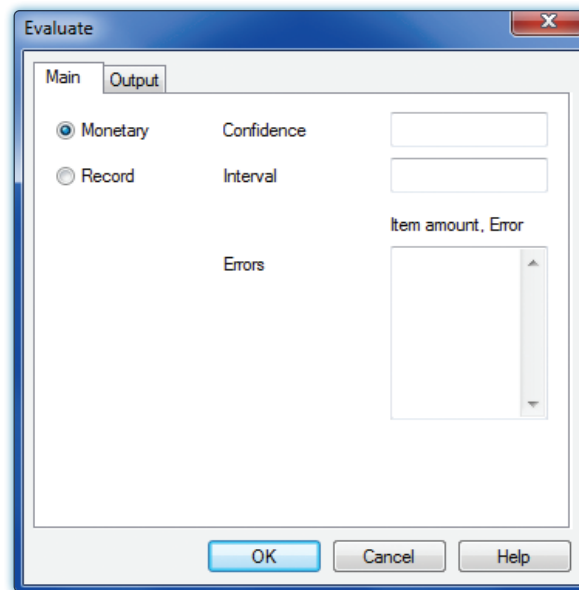 Evaluate
Main Output
Monetary Confidence
Record Interval
Item amount, Error
Errors
OK Cancel Help